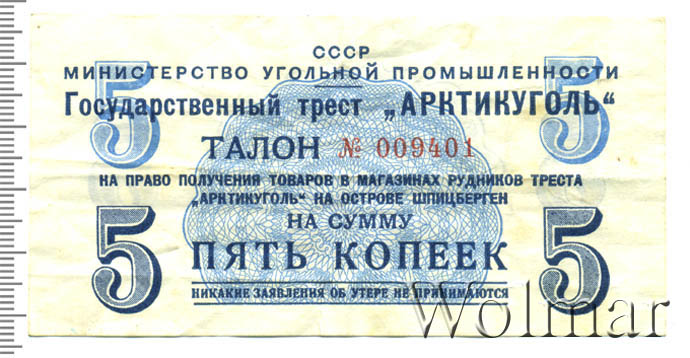 СССР
МИНИСТЕРСТВО УГОЛЬНОЙ ПРОМЫШЛЕННОСТИ
Государственный трест „АРКТИКУГОЛЬ“
5 5
ТАЛОН № 009401
НА ПРАВО ПОЛУЧЕНИЯ ТОВАРОВ В МАГАЗИНАХ РУДНИКОВ ТРЕСТА
„АРКТИКУГОЛЬ“ НА ОСТРОВЕ ШПИЦБЕРГЕН
НА СУММУ
5 ПЯТЬ КОПЕЕК 5
НИКАКИЕ ЗАЯВЛЕНИЯ ОБ УТЕРЕ НЕ ПРИНИМАЮТСЯ
Wolmar